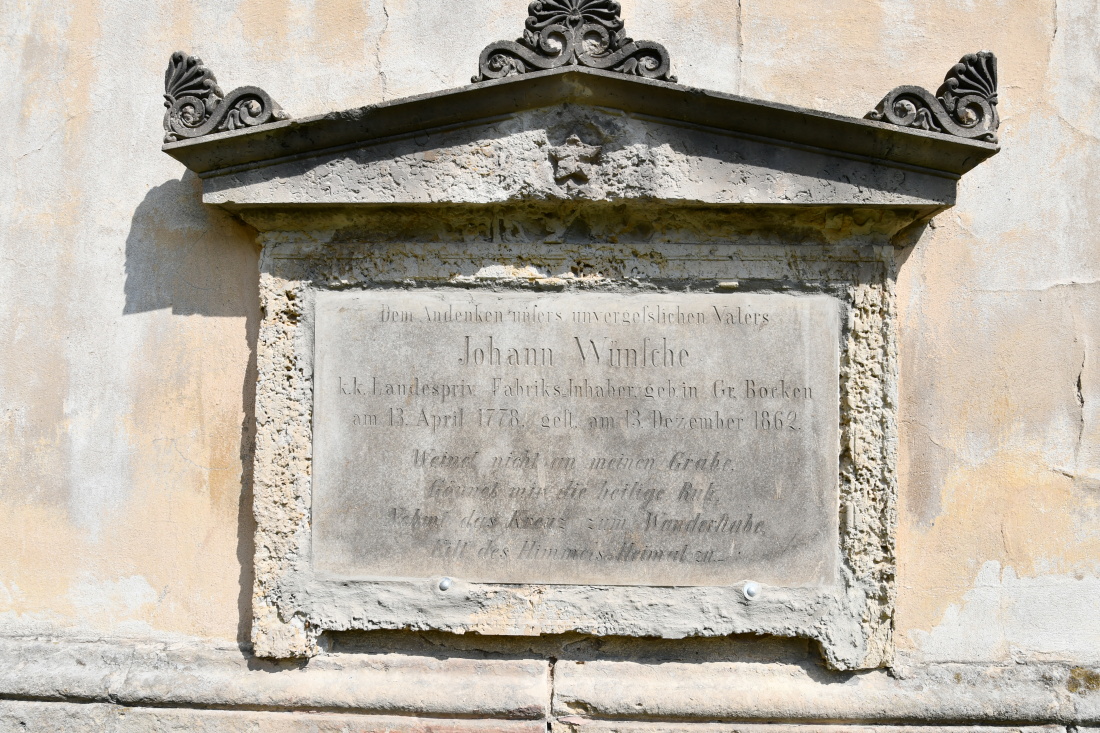 Dem Andenken unsers unvergeſslichen Vaters
Johann Wünſche
k.k. Landespriv. Fabriks Inhaber, geb. in Gr. Bocken
am 13. April 1778, geſt. am 13. Dezember 1862.
Weinet nicht an meinem Grabe,
Gönnet mir die heilige Ruh,
Nehmt das Kreuz zum Wanderſtabe,
Eilt des Himmels Heimat zu.